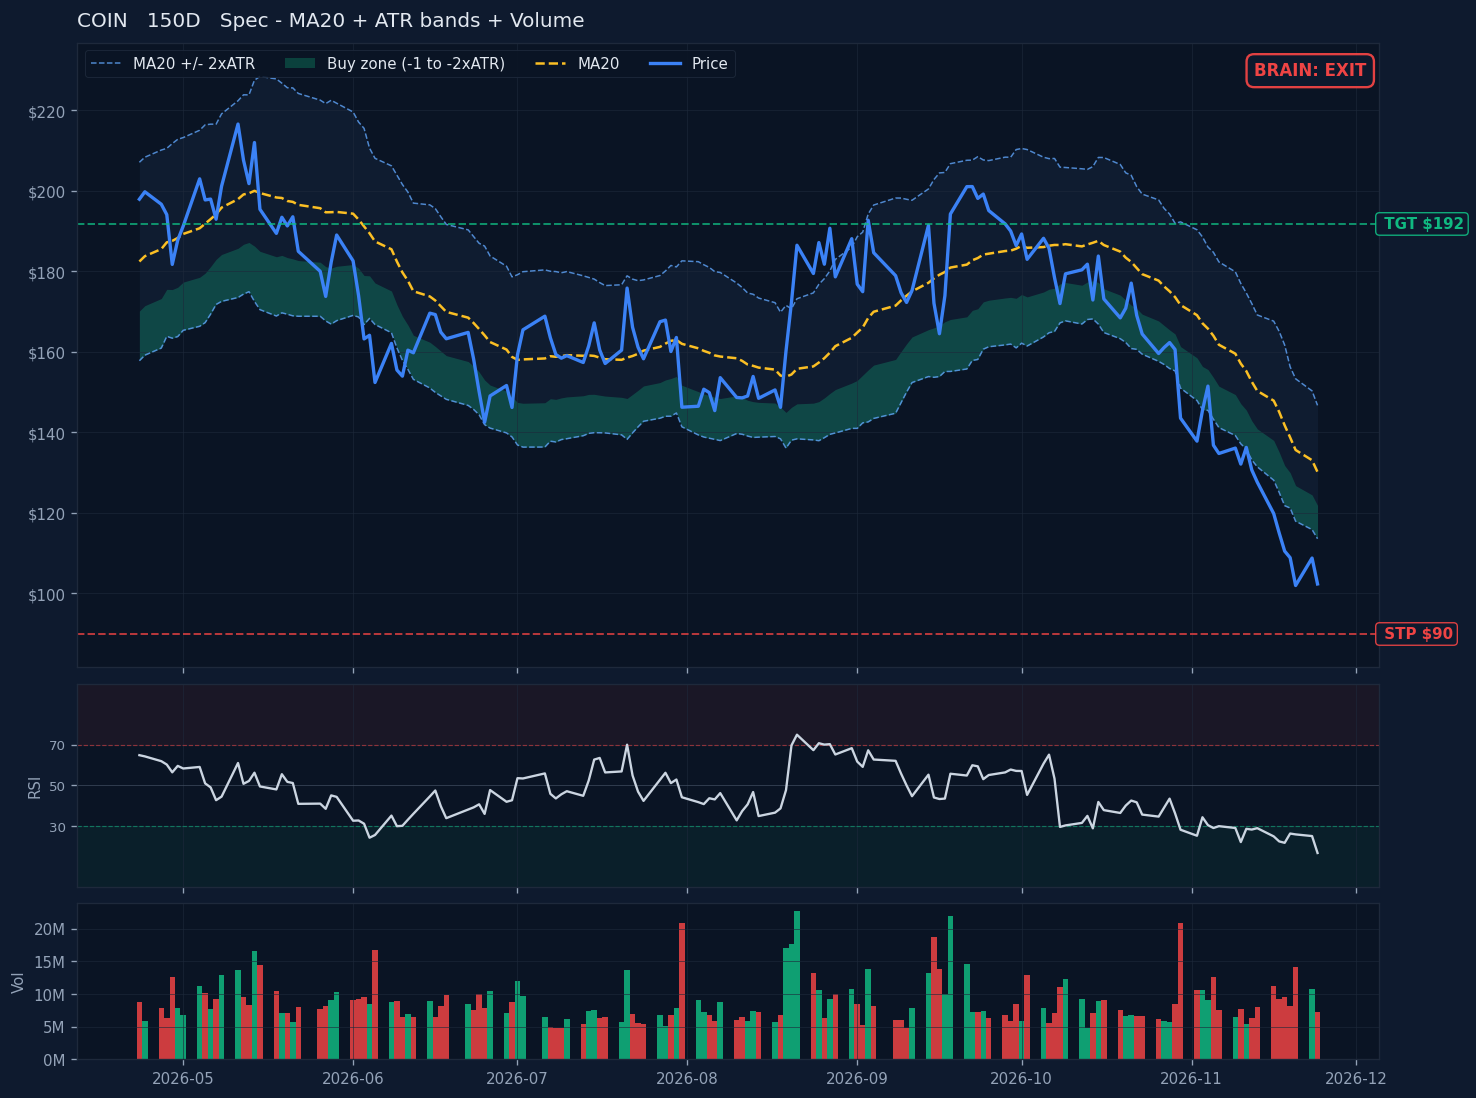 COIN   150D   Spec - MA20 + ATR bands + Volume
MA20 +/- 2xATR   Buy zone (-1 to -2xATR)   MA20   Price
BRAIN: EXIT
$220
$200
$180
$160
$140
$120
$100
TGT $192
STP $90
RSI
70
50
30
Vol
20M
15M
10M
5M
0M
2026-05   2026-06   2026-07   2026-08   2026-09   2026-10   2026-11   2026-12